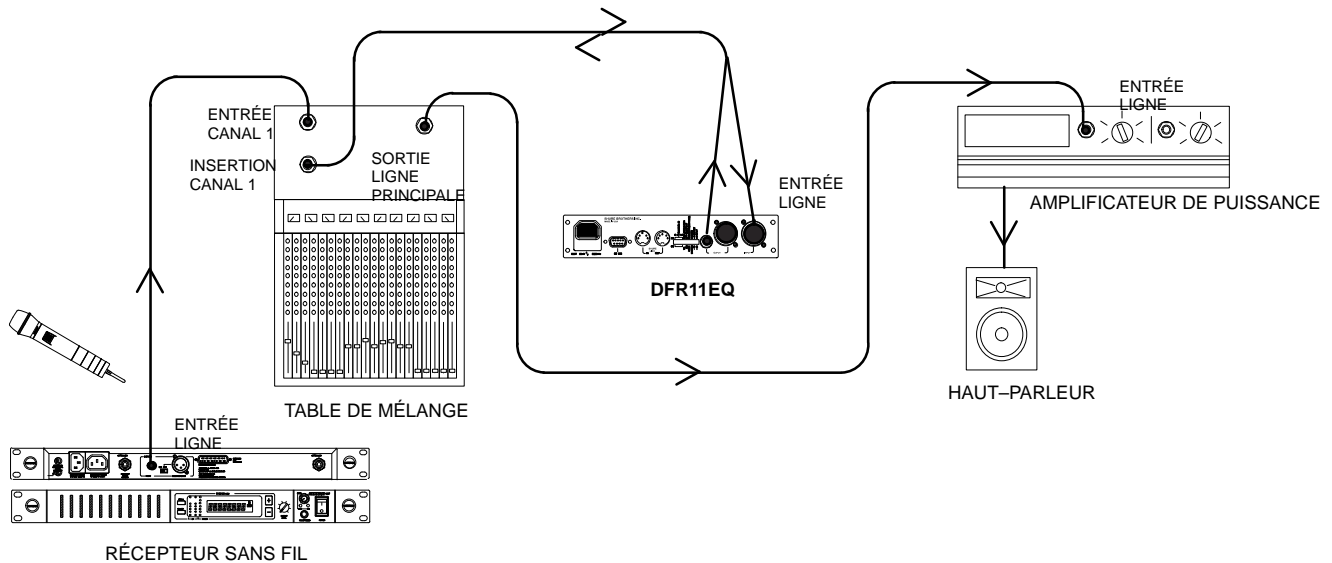 ENTRÉE
CANAL 1
INSERTION
CANAL 1
SORTIE
LIGNE
PRINCIPALE
ENTRÉE
LIGNE
ENTRÉE
LIGNE
AMPLIFICATEUR DE PUISSANCE
DFR11EQ
HAUT–PARLEUR
TABLE DE MÉLANGE
ENTRÉE
LIGNE
RÉCEPTEUR SANS FIL